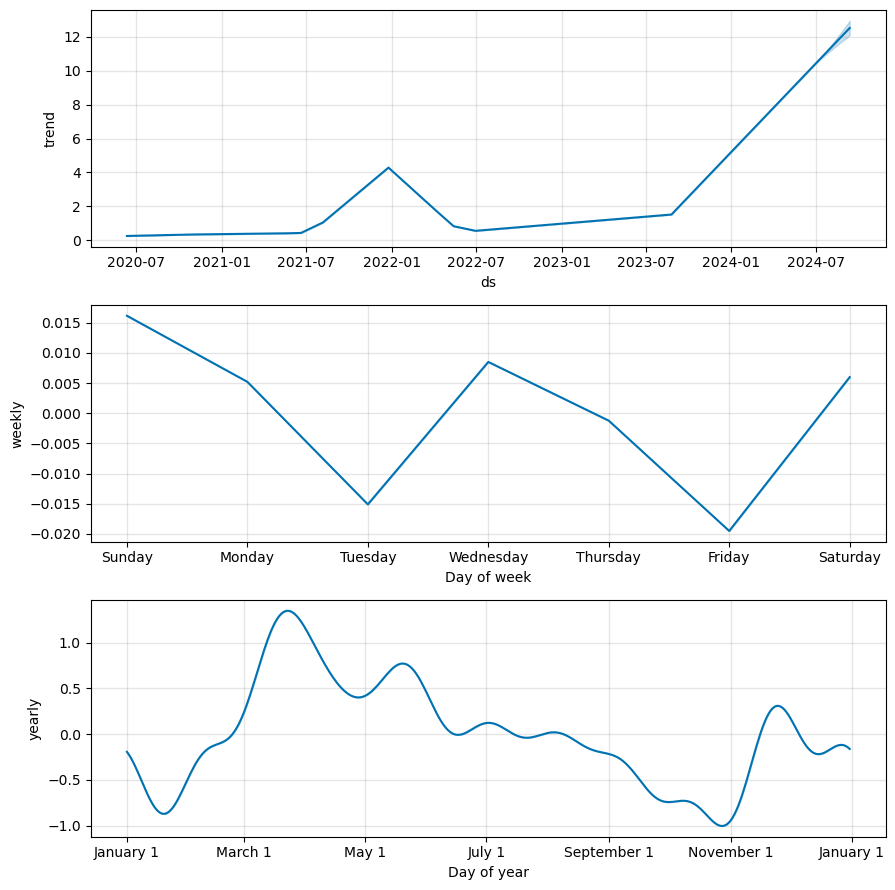 12
10
8
6
4
2
0
trend
2020-07 2021-01 2021-07 2022-01 2022-07 2023-01 2023-07 2024-01 2024-07
ds
0.015
0.010
0.005
0.000
−0.005
−0.010
−0.015
−0.020
weekly
Sunday Monday Tuesday Wednesday Thursday Friday Saturday
Day of week
1.0
0.5
0.0
−0.5
−1.0
yearly
January 1 March 1 May 1 July 1 September 1 November 1 January 1
Day of year